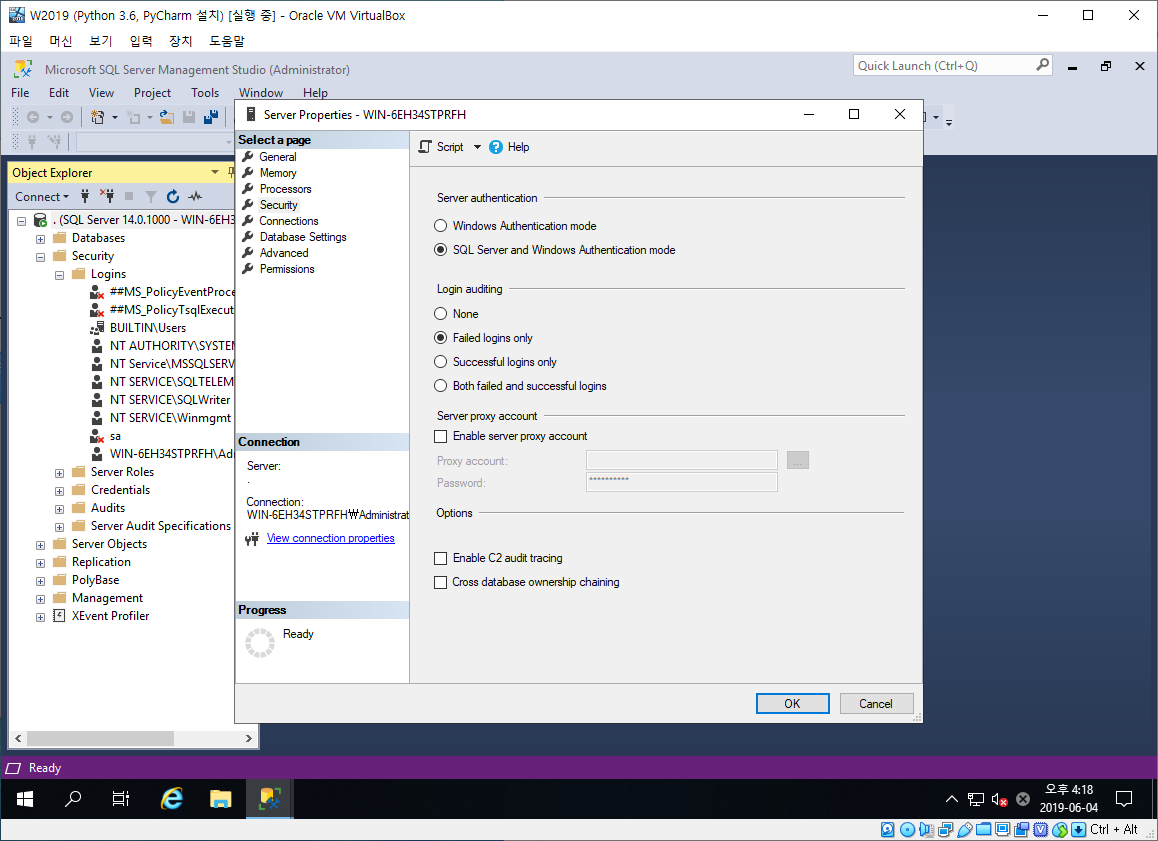 W2019 (Python 3.6, PyCharm 설치) [실행 중] - Oracle VM VirtualBox
파일 머신 보기 입력 장치 도움말
Microsoft SQL Server Management Studio (Administrator)
Quick Launch (Ctrl+Q)
File Edit View Project Tools Window Help
Object Explorer
Connect
. (SQL Server 14.0.1000 - WIN-6EH3
Databases
Security
Logins
##MS_PolicyEventProce
##MS_PolicyTsqlExecut
BUILTIN\Users
NT AUTHORITY\SYSTEM
NT Service\MSSQLSERV
NT SERVICE\SQLTELEM
NT SERVICE\SQLWriter
NT SERVICE\Winmgmt
sa
WIN-6EH34STPRFH\Adı
Server Roles
Credentials
Audits
Server Audit Specifications
Server Objects
Replication
PolyBase
Management
XEvent Profiler
Server Properties - WIN-6EH34STPRFH
Select a page
General
Memory
Processors
Security
Connections
Database Settings
Advanced
Permissions
Connection
Server:
.
Connection:
WIN-6EH34STPRFH₩Administrat
View connection properties
Progress
Ready
Script Help
Server authentication
Windows Authentication mode
SQL Server and Windows Authentication mode
Login auditing
None
Failed logins only
Successful logins only
Both failed and successful logins
Server proxy account
Enable server proxy account
Proxy account:
...
Password: **********
Options
Enable C2 audit tracing
Cross database ownership chaining
OK Cancel
Ready
오후 4:18
2019-06-04
Ctrl + Alt